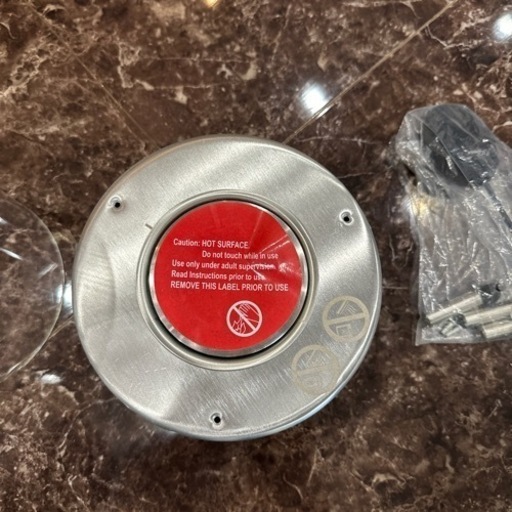 Caution: HOT SURFACE.
Do not touch while in use
Use only under adult supervision.
Read Instructions prior to use.
REMOVE THIS LABEL PRIOR TO USE